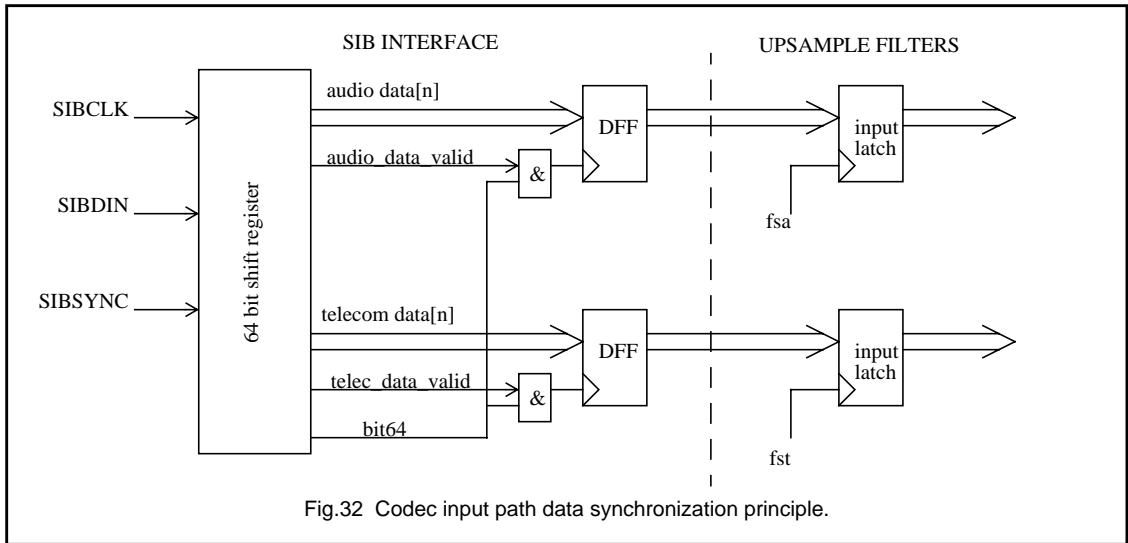 SIB INTERFACE
UPSAMPLE FILTERS
SIBCLK
SIBDIN
SIBSYNC
64 bit shift register
audio data[n]
audio_data_valid
&
DFF
input
latch
fsa
telecom data[n]
telec_data_valid
bit64
&
DFF
input
latch
fst
Fig.32 Codec input path data synchronization principle.